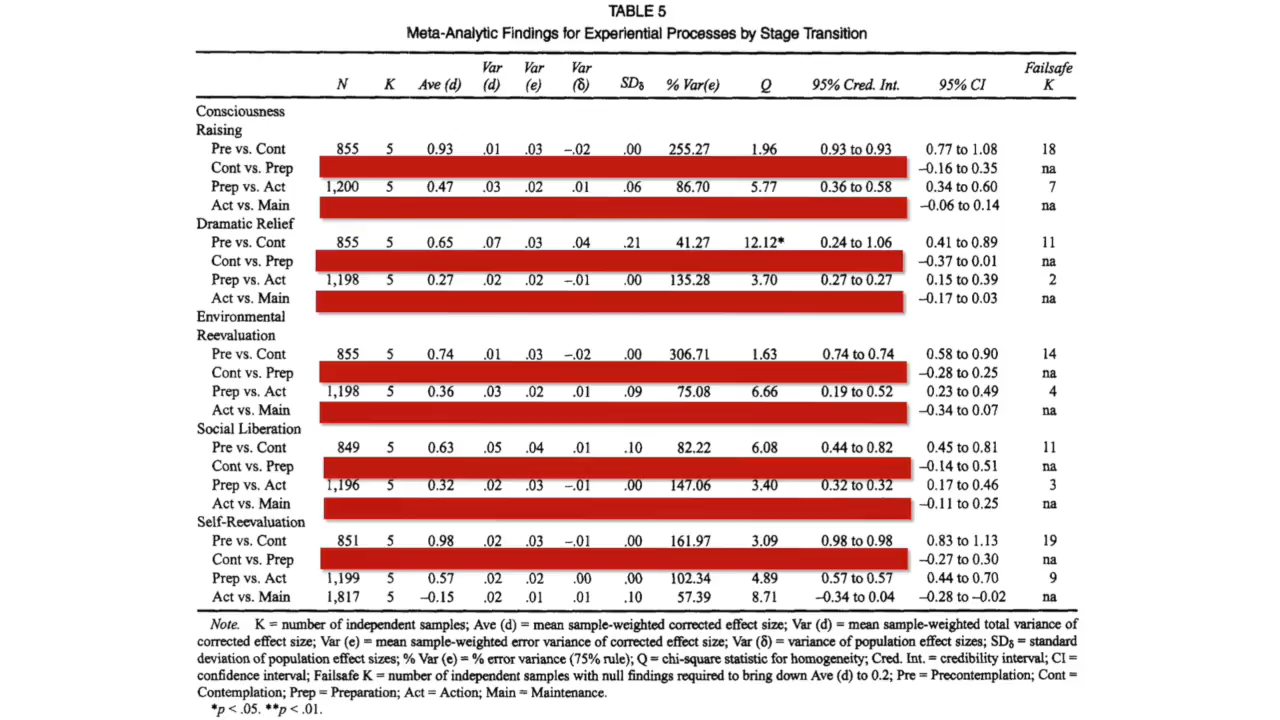 TABLE 5
Meta-Analytic Findings for Experiential Processes by Stage Transition
N K Ave (d) Var (d) Var (e) Var (δ) SDδ % Var(e) Q 95% Cred. Int. 95% CI Failsafe K
Consciousness
Raising
Pre vs. Cont 855 5 0.93 .01 .03 –.02 .00 255.27 1.96 0.93 to 0.93 0.77 to 1.08 18
Cont vs. Prep –0.16 to 0.35 na
Prep vs. Act 1,200 5 0.47 .03 .02 .01 .06 86.70 5.77 0.36 to 0.58 0.34 to 0.60 7
Act vs. Main –0.06 to 0.14 na
Dramatic Relief
Pre vs. Cont 855 5 0.65 .07 .03 .04 .21 41.27 12.12* 0.24 to 1.06 0.41 to 0.89 11
Cont vs. Prep –0.37 to 0.01 na
Prep vs. Act 1,198 5 0.27 .02 .02 –.01 .00 135.28 3.70 0.27 to 0.27 0.15 to 0.39 2
Act vs. Main –0.17 to 0.03 na
Environmental
Reevaluation
Pre vs. Cont 855 5 0.74 .01 .03 –.02 .00 306.71 1.63 0.74 to 0.74 0.58 to 0.90 14
Cont vs. Prep –0.28 to 0.25 na
Prep vs. Act 1,198 5 0.36 .03 .02 .01 .09 75.08 6.66 0.19 to 0.52 0.23 to 0.49 4
Act vs. Main –0.34 to 0.07 na
Social Liberation
Pre vs. Cont 849 5 0.63 .05 .04 .01 .10 82.22 6.08 0.44 to 0.82 0.45 to 0.81 11
Cont vs. Prep –0.14 to 0.51 na
Prep vs. Act 1,196 5 0.32 .02 .03 –.01 .00 147.06 3.40 0.32 to 0.32 0.17 to 0.46 3
Act vs. Main –0.11 to 0.25 na
Self-Reevaluation
Pre vs. Cont 851 5 0.98 .02 .03 –.01 .00 161.97 3.09 0.98 to 0.98 0.83 to 1.13 19
Cont vs. Prep –0.27 to 0.30 na
Prep vs. Act 1,199 5 0.57 .02 .02 .00 .00 102.34 4.89 0.57 to 0.57 0.44 to 0.70 9
Act vs. Main 1,817 5 –0.15 .02 .01 .01 .10 57.39 8.71 –0.34 to 0.04 –0.28 to –0.02 na
Note. K = number of independent samples; Ave (d) = mean sample-weighted corrected effect size; Var (d) = mean sample-weighted total variance of
corrected effect size; Var (e) = mean sample-weighted error variance of corrected effect size; Var (δ) = variance of population effect sizes; SDδ = standard
deviation of population effect sizes; % Var (e) = % error variance (75% rule); Q = chi-square statistic for homogeneity; Cred. Int. = credibility interval; CI =
confidence interval; Failsafe K = number of independent samples with null findings required to bring down Ave (d) to 0.2; Pre = Precontemplation; Cont =
Contemplation; Prep = Preparation; Act = Action; Main = Maintenance.
*p < .05. **p < .01.